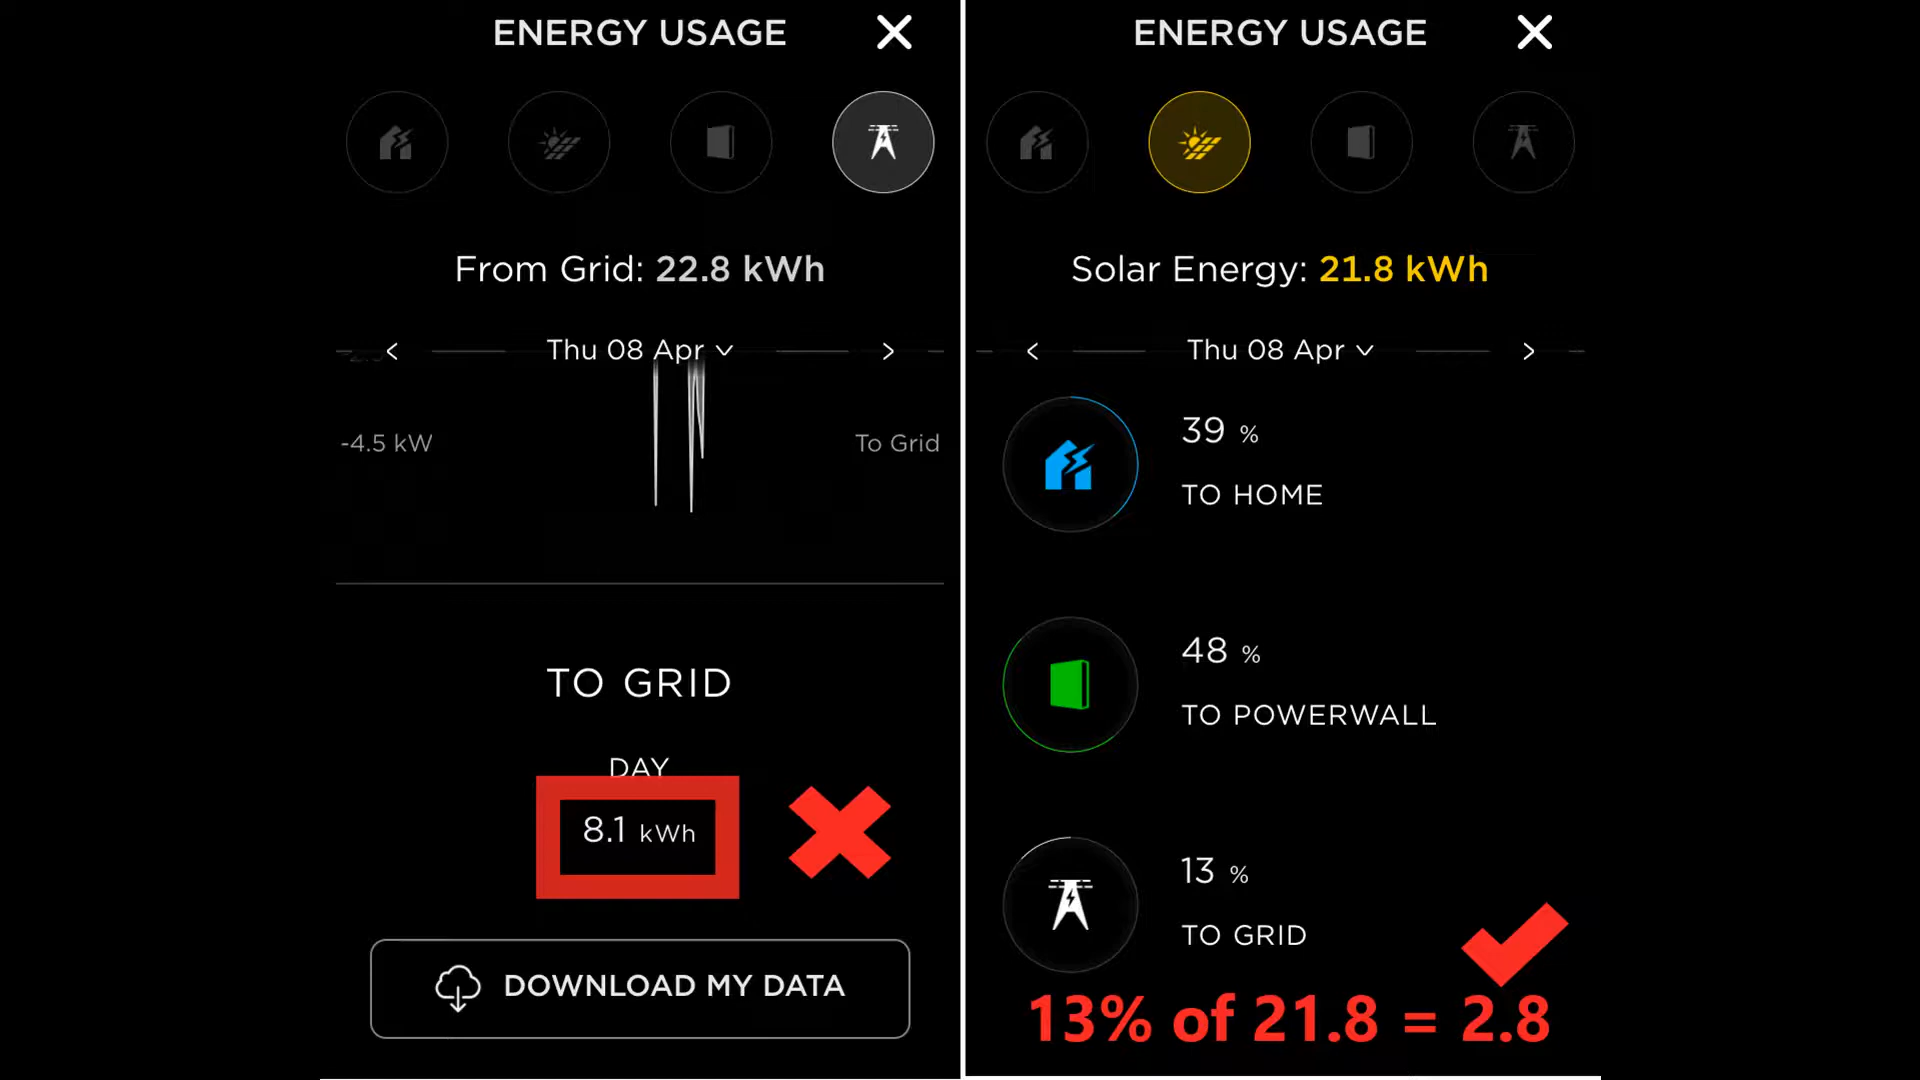 ENERGY USAGE
From Grid: 22.8 kWh
Thu 08 Apr
-4.5 kW
To Grid
TO GRID
DAY
8.1 kWh
DOWNLOAD MY DATA
ENERGY USAGE
Solar Energy: 21.8 kWh
Thu 08 Apr
39 %
TO HOME
48 %
TO POWERWALL
13 %
TO GRID
13% of 21.8 = 2.8